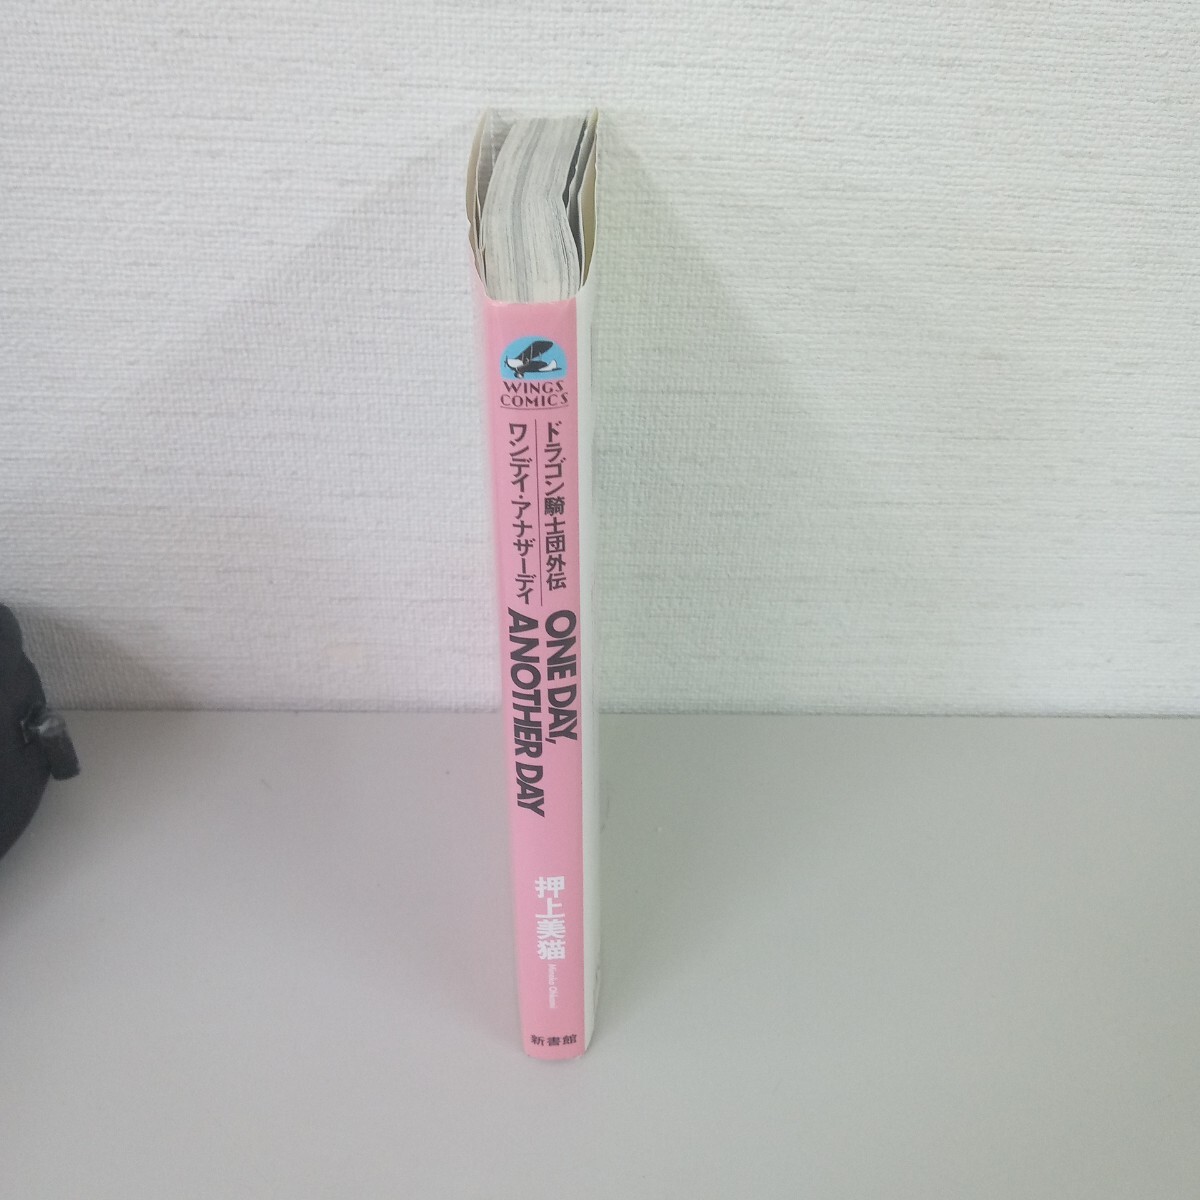 WINGS
COMICS
ドラゴン騎士団外伝
ワンデイ・アナザーデイ
ONE DAY,
ANOTHER DAY
押上美猫
新書館